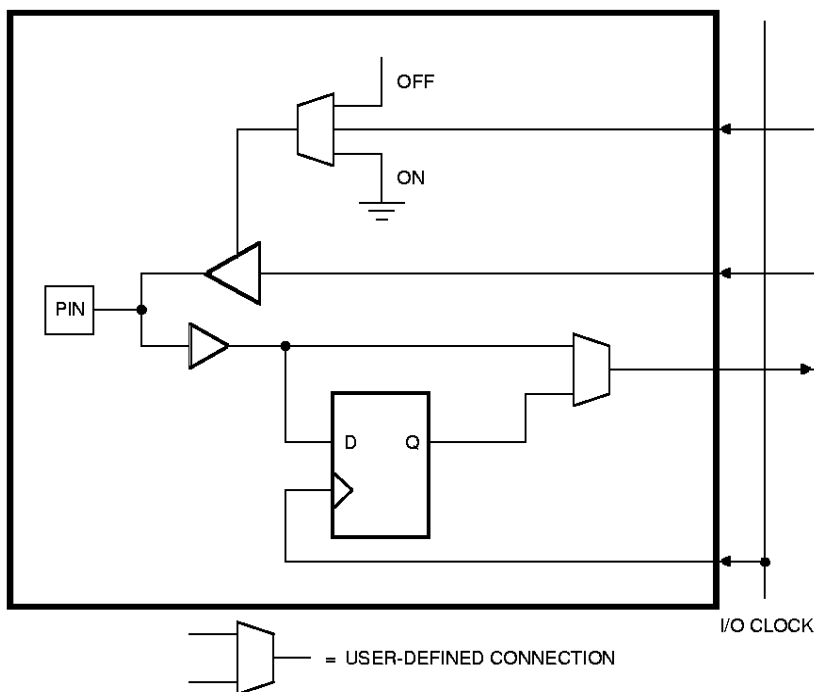 OFF
ON
PIN
D Q
I/O CLOCK
= USER-DEFINED CONNECTION